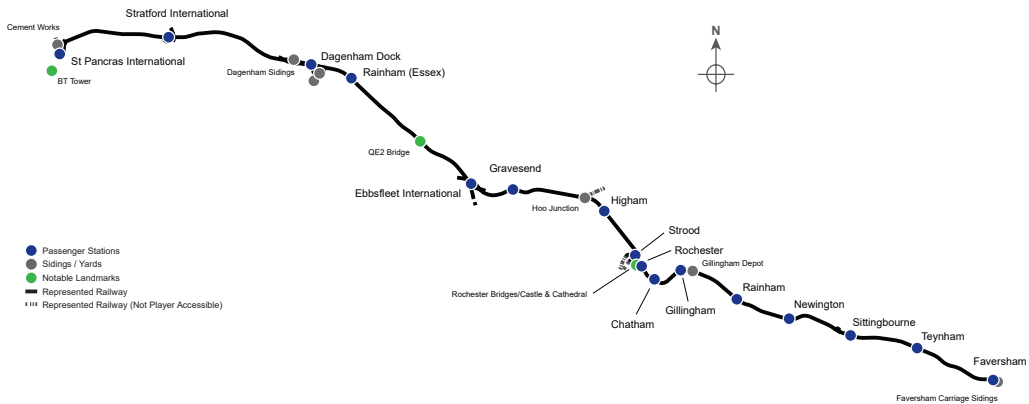 Stratford International
Cement Works
St Pancras International
BT Tower
Dagenham Dock
Dagenham Sidings
Rainham (Essex)
N
QE2 Bridge
Gravesend
Ebbsfleet International
Hoo Junction
Higham
Strood
Rochester
Gillingham Depot
Rochester Bridges/Castle & Cathedral
Chatham
Gillingham
Rainham
Newington
Sittingbourne
Teynham
Faversham
Faversham Carriage Sidings
Passenger Stations
Sidings / Yards
Notable Landmarks
Represented Railway
Represented Railway (Not Player Accessible)